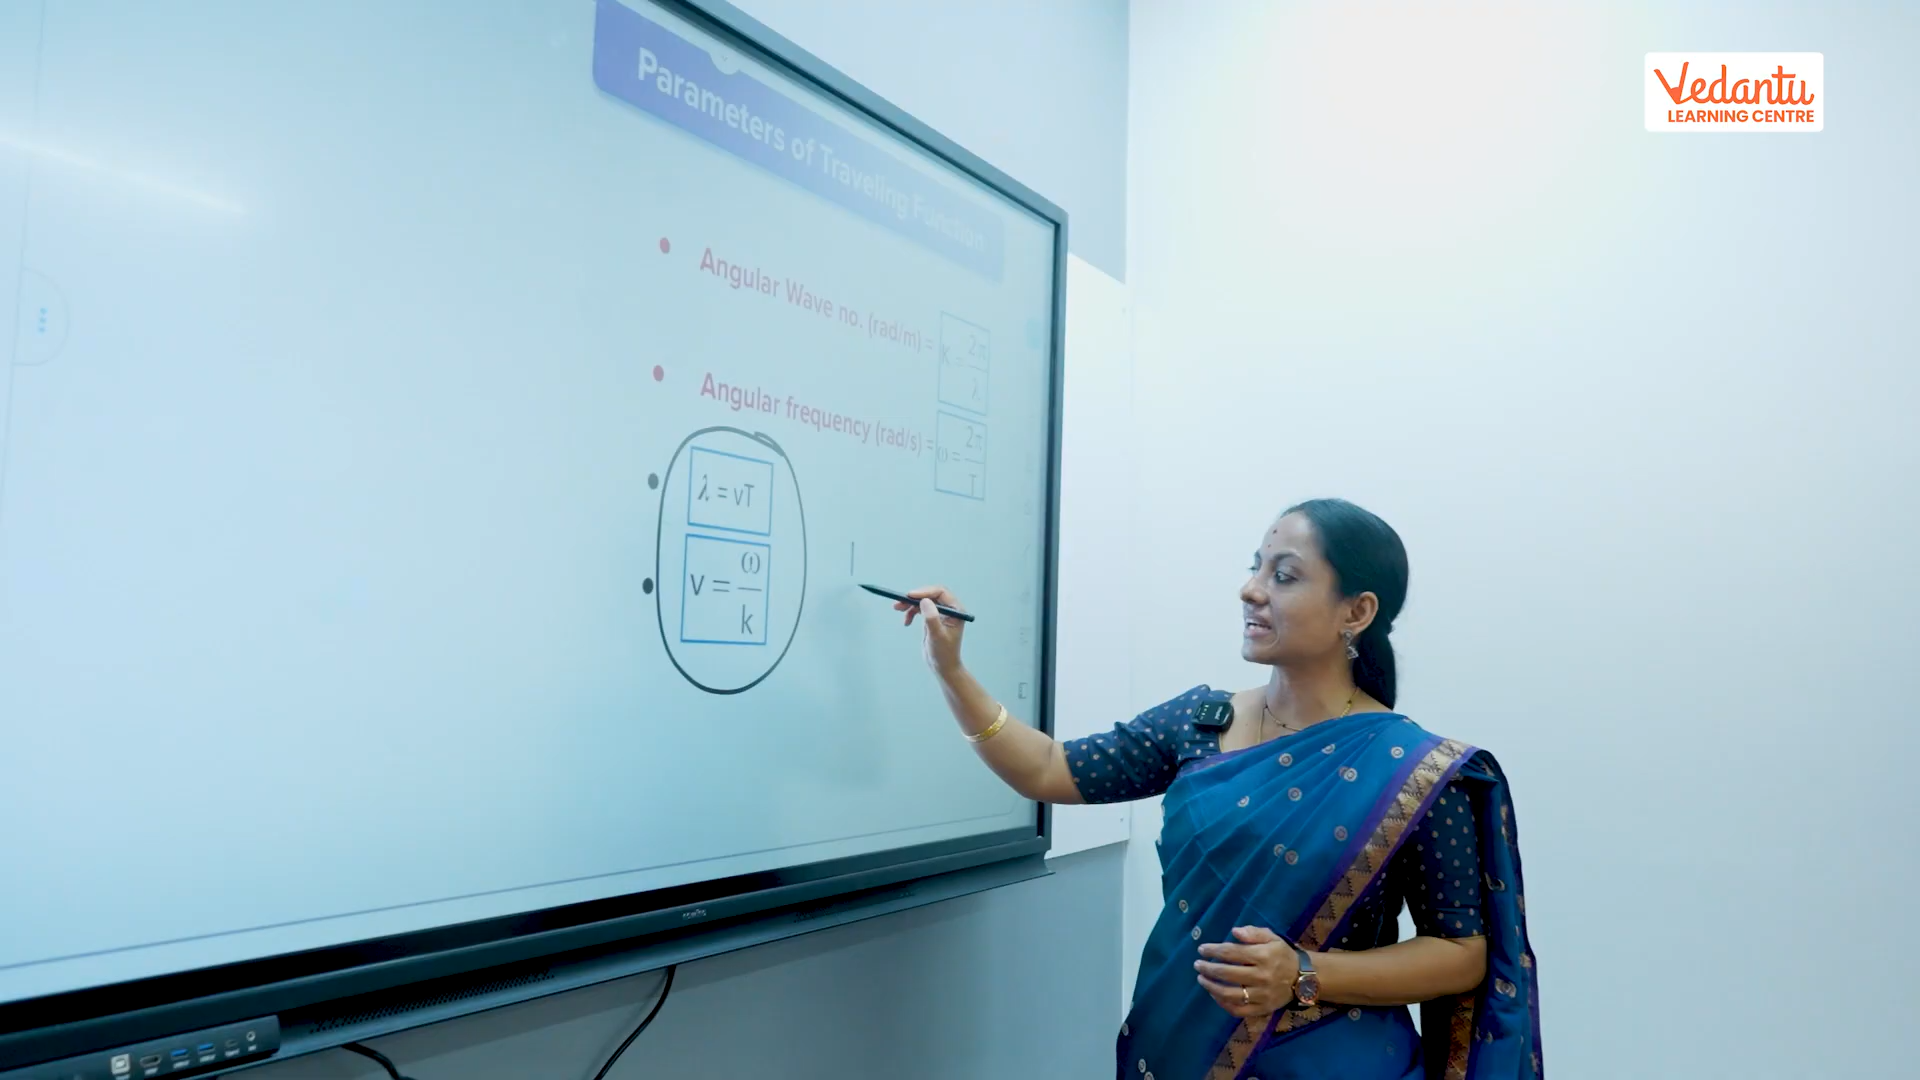 Vedantu
LEARNING CENTRE
Parameters of Traveling Function
• Angular Wave no. (rad/m) = K = 2π/λ
• Angular frequency (rad/s) = ω = 2π/T
• λ = vT
• v = ω/k